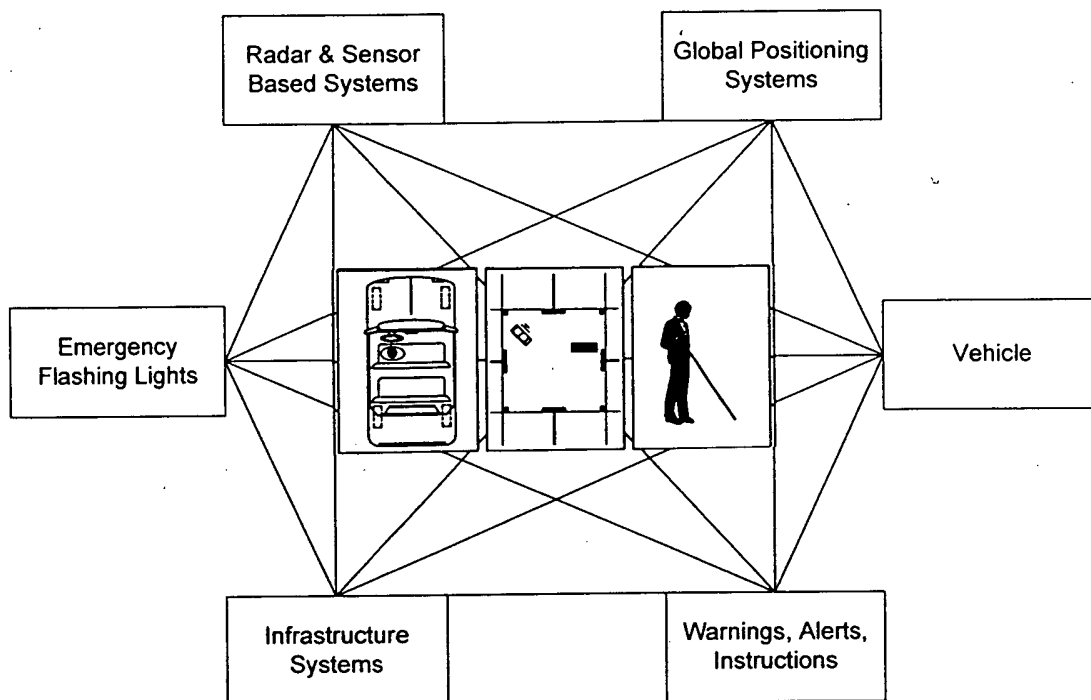 Radar & Sensor
Based Systems
Global Positioning
Systems
Emergency
Flashing Lights
Vehicle
Infrastructure
Systems
Warnings, Alerts,
Instructions